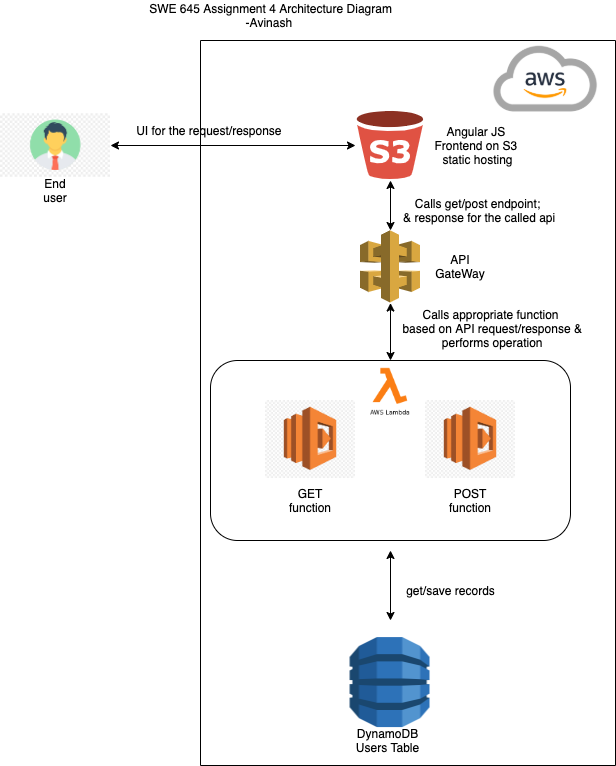 SWE 645 Assignment 4 Architecture Diagram
-Avinash
aws
UI for the request/response
S3
Angular JS
Frontend on S3
static hosting
End
user
Calls get/post endpoint;
& response for the called api
API
GateWay
Calls appropriate function
based on API request/response &
performs operation
AWS Lambda
GET
function
POST
function
get/save records
DynamoDB
Users Table